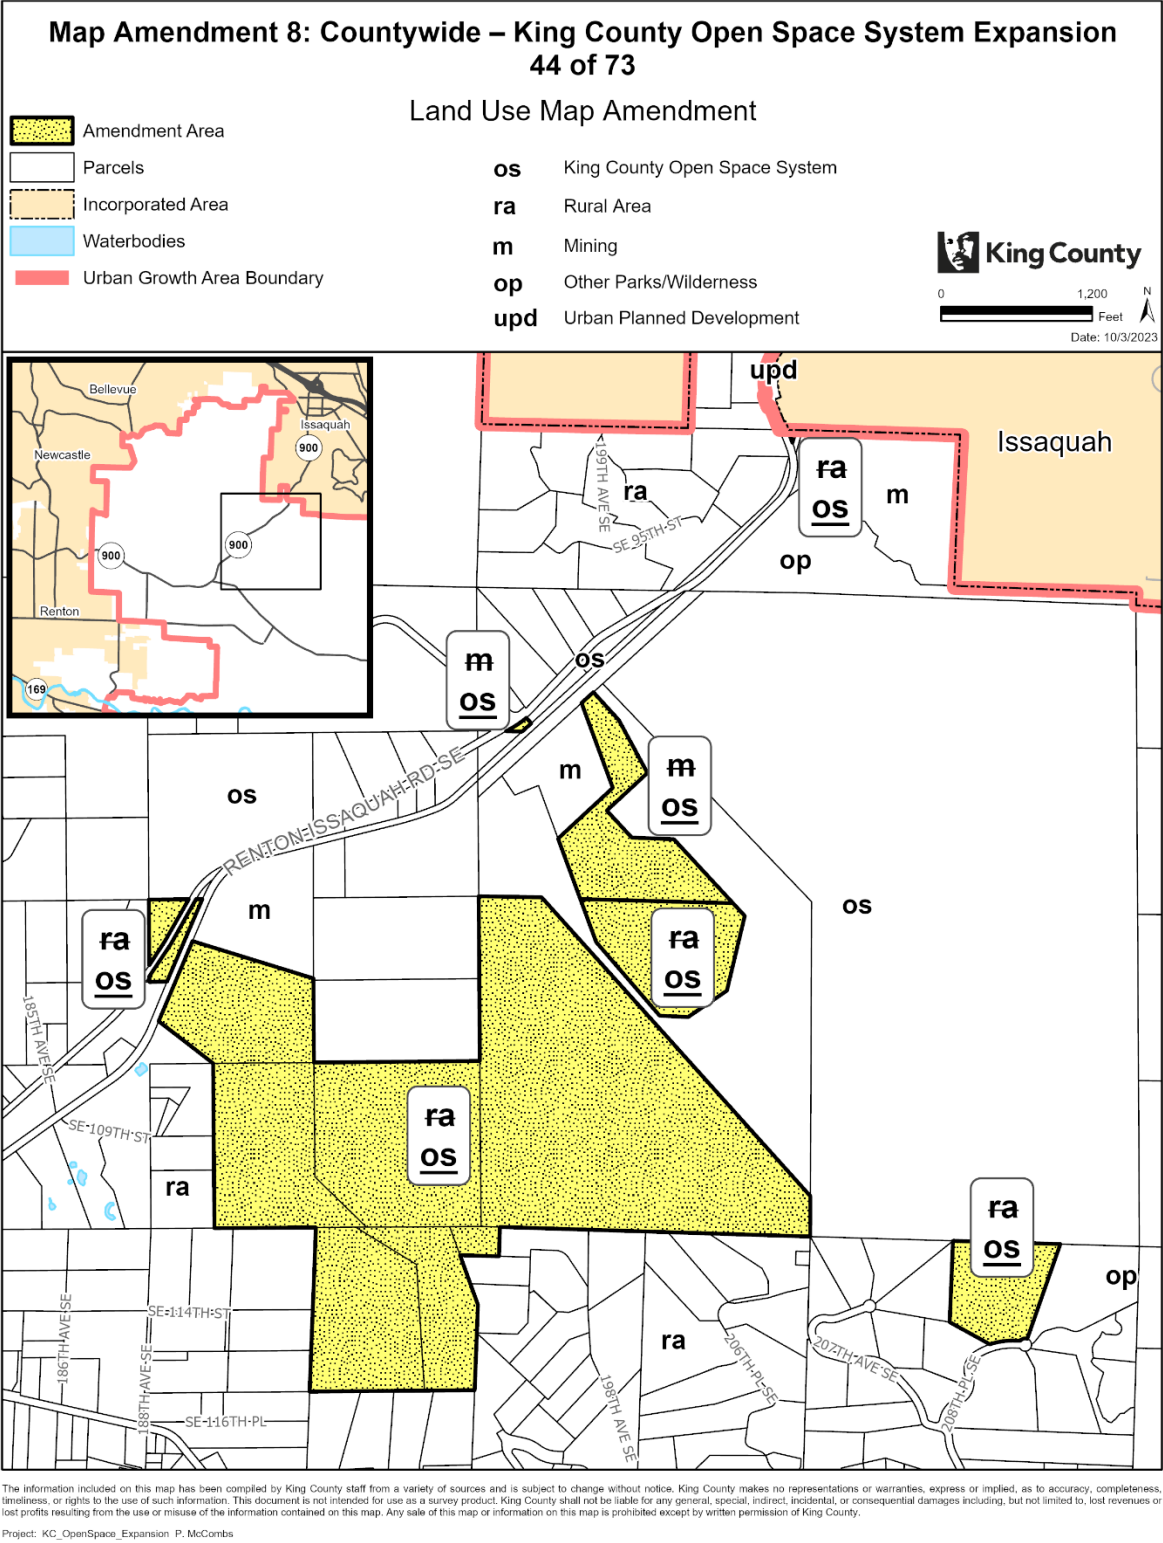 Map Amendment 8: Countywide – King County Open Space System Expansion
44 of 73
Land Use Map Amendment
Amendment Area
Parcels
Incorporated Area
Waterbodies
Urban Growth Area Boundary
os King County Open Space System
ra Rural Area
m Mining
op Other Parks/Wilderness
upd Urban Planned Development
King County
0 1,200
Feet
N
Date: 10/3/2023
Bellevue
Issaquah
900
Newcastle
900
900
Renton
169
upd
Issaquah
199TH AVE SE
ra
SE 95TH ST
ra
os
m
op
m
os
os
m
m
os
os
RENTON-ISSAQUAH-RD-SE
m
os
ra
os
ra
os
185TH AVE SE
SE 109TH ST
ra
ra
os
ra
os
op
186TH AVE SE
SE 114TH ST
188TH AVE SE
SE 116TH PL
ra
198TH AVE SE
206TH PL SE
207TH AVE SE
208TH PL SE
The information included on this map has been compiled by King County staff from a variety of sources and is subject to change without notice. King County makes no representations or warranties, express or implied, as to accuracy, completeness,
timeliness, or rights to the use of such information. This document is not intended for use as a survey product. King County shall not be liable for any general, special, indirect, incidental, or consequential damages including, but not limited to, lost revenues or
lost profits resulting from the use or misuse of the information contained on this map. Any sale of this map or information on this map is prohibited except by written permission of King County.
Project: KC_OpenSpace_Expansion P. McCombs